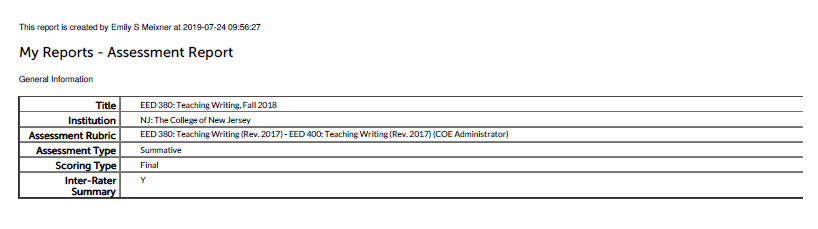 This report is created by Emily S Meixner at 2019-07-24 09:56:27
My Reports - Assessment Report
General Information
Title EED 380: Teaching Writing, Fall 2018
Institution NJ: The College of New Jersey
Assessment Rubric EED 380: Teaching Writing (Rev. 2017) - EED 400: Teaching Writing (Rev. 2017) (COE Administrator)
Assessment Type Summative
Scoring Type Final
Inter-Rater Y
Summary